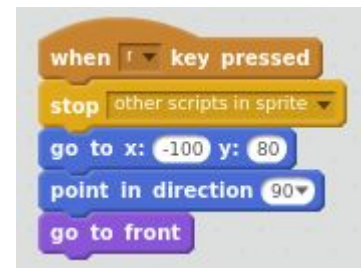 when r key pressed
stop other scripts in sprite
go to x: -100 y: 80
point in direction 90
go to front